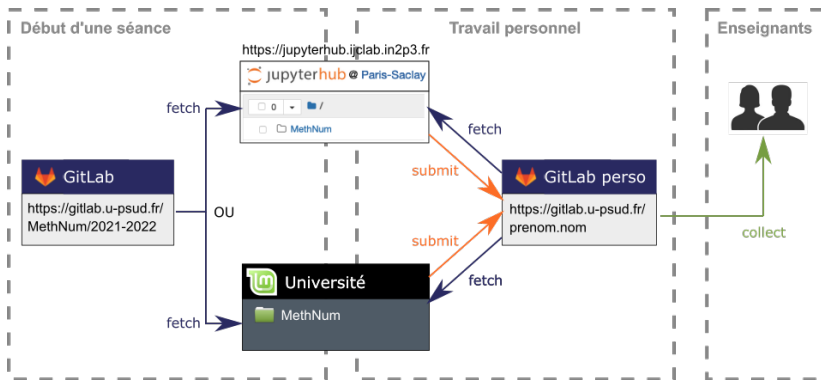 Début d'une séance
Travail personnel
Enseignants
https://jupyterhub.ijclab.in2p3.fr
jupyterhub @ Paris-Saclay
0 /
MethNum
fetch
fetch
submit
GitLab
https://gitlab.u-psud.fr/
MethNum/2021-2022
OU
GitLab perso
https://gitlab.u-psud.fr/
prenom.nom
collect
submit
fetch
Université
MethNum
fetch